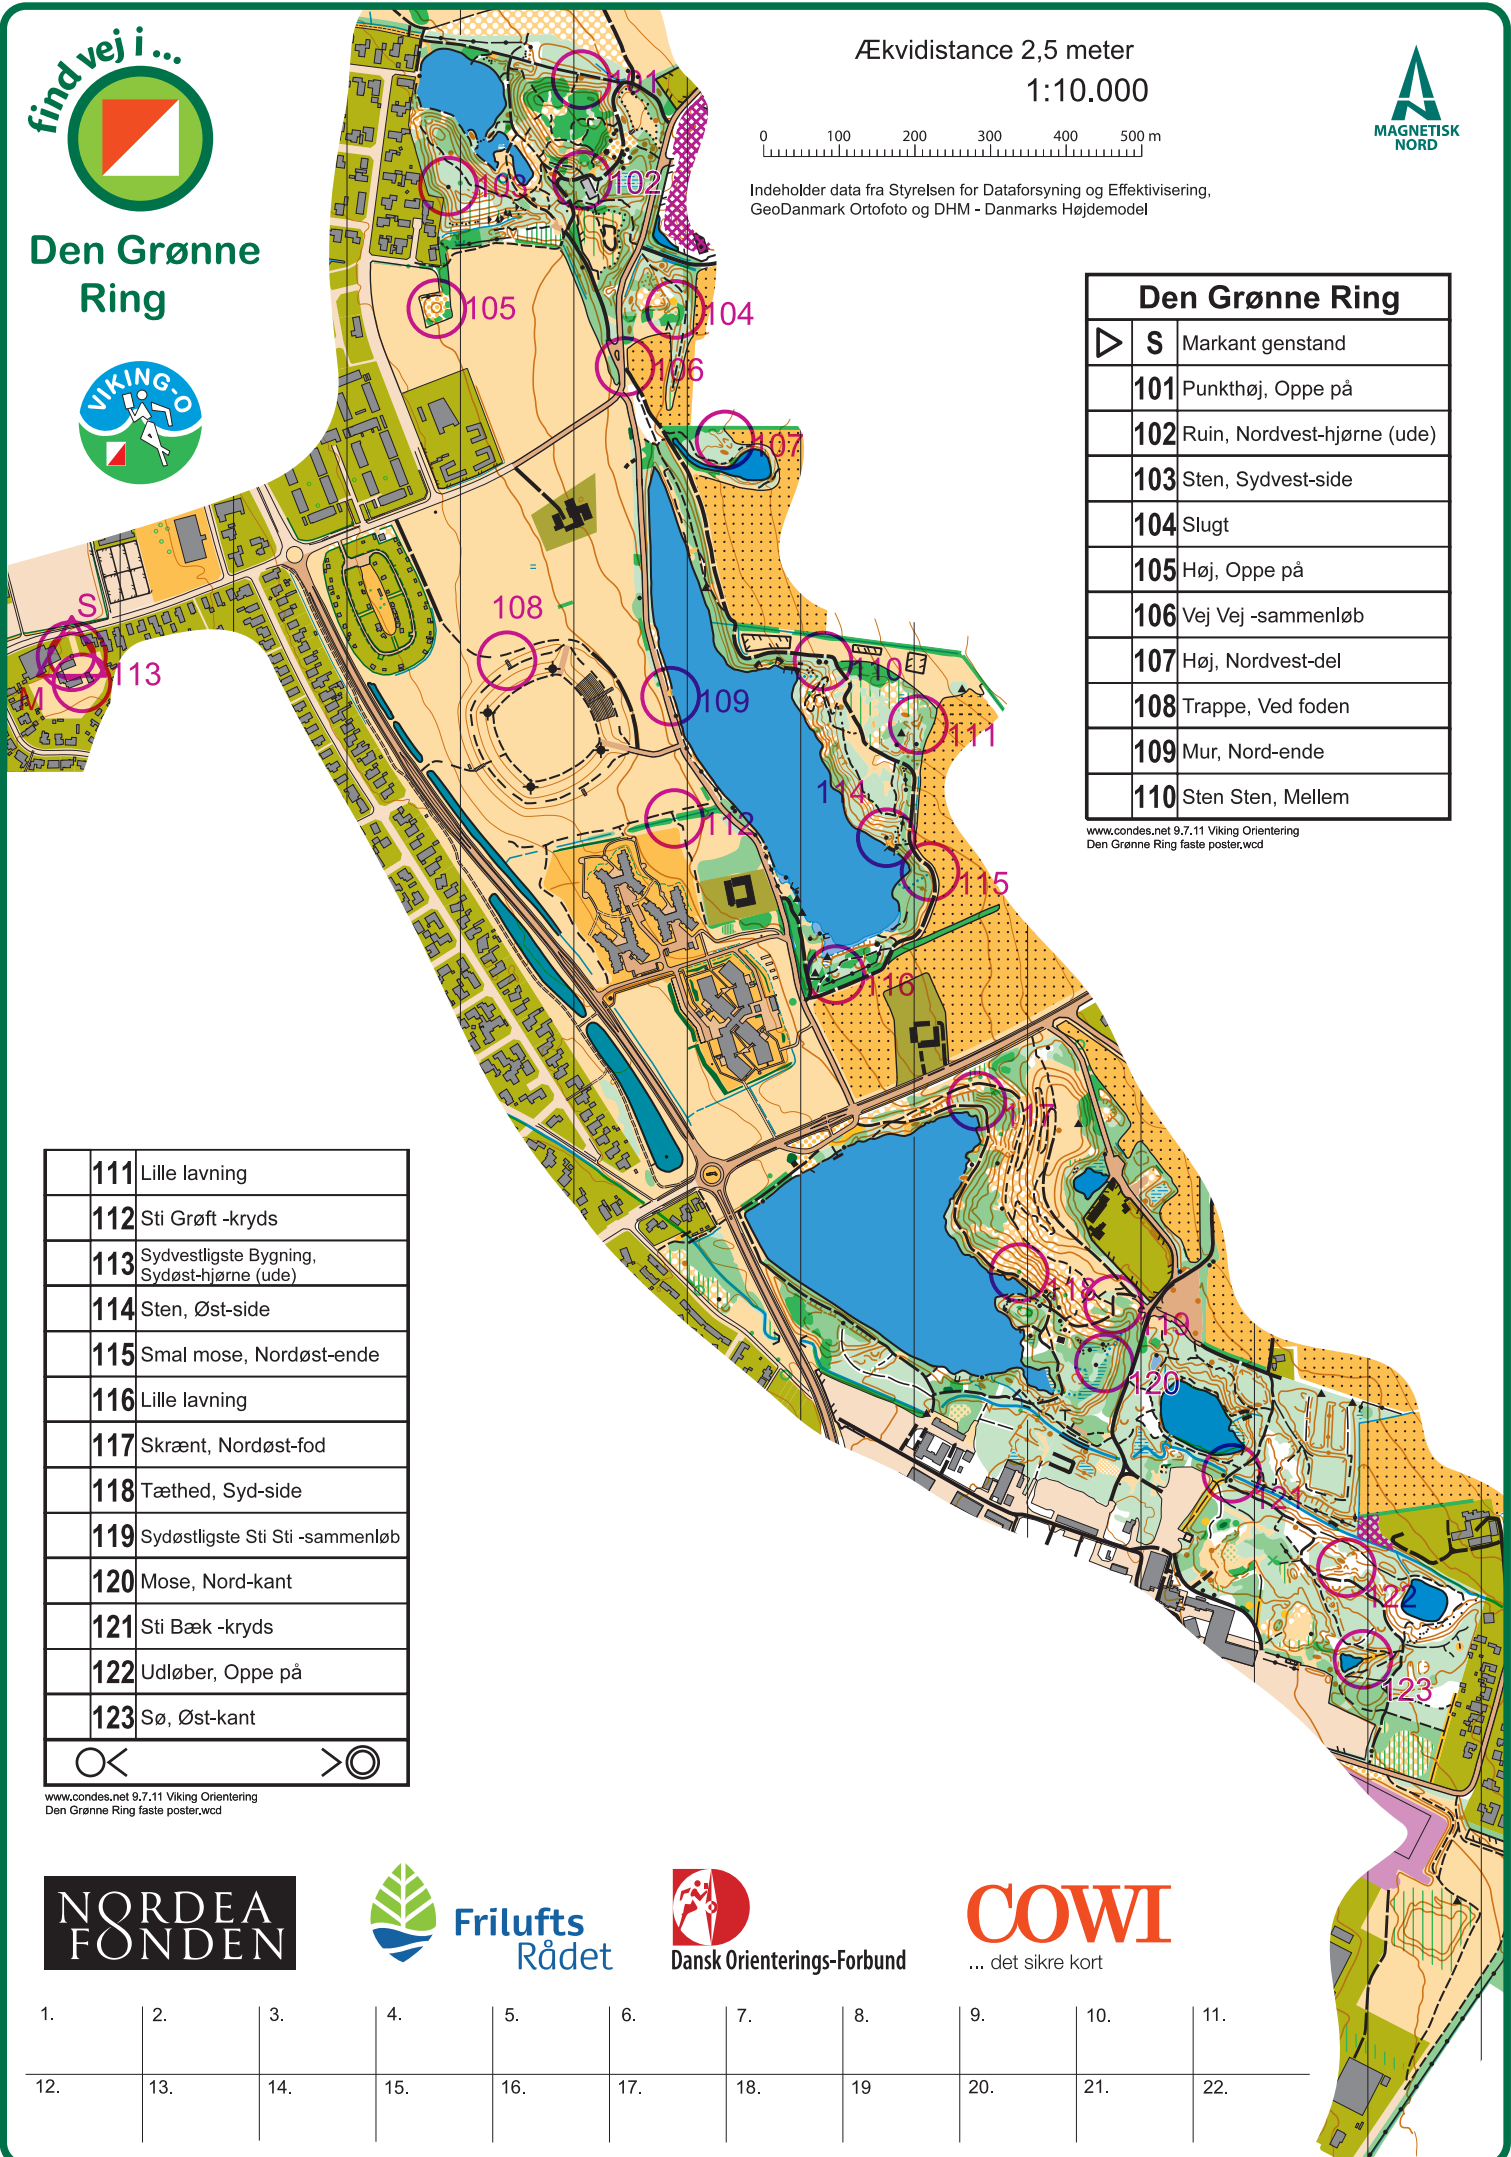 find vej i ...
Den Grønne
Ring
VIKING-O
Ækvidistance 2,5 meter
1:10.000
0 100 200 300 400 500 m
Indeholder data fra Styrelsen for Dataforsyning og Effektivisering,
GeoDanmark Ortofoto og DHM - Danmarks Højdemodel
MAGNETISK
NORD
Den Grønne Ring
S Markant genstand
101 Punkthøj, Oppe på
102 Ruin, Nordvest-hjørne (ude)
103 Sten, Sydvest-side
104 Slugt
105 Høj, Oppe på
106 Vej Vej -sammenløb
107 Høj, Nordvest-del
108 Trappe, Ved foden
109 Mur, Nord-ende
110 Sten Sten, Mellem
www.condes.net 9.7.11 Viking Orientering
Den Grønne Ring faste poster.wcd
101
102
103
104
105
106
107
108
109
110
111
112
S
113
M
114
115
116
117
118
119
120
121
122
123
111 Lille lavning
112 Sti Grøft -kryds
113 Sydvestligste Bygning,
Sydøst-hjørne (ude)
114 Sten, Øst-side
115 Smal mose, Nordøst-ende
116 Lille lavning
117 Skrænt, Nordøst-fod
118 Tæthed, Syd-side
119 Sydøstligste Sti Sti -sammenløb
120 Mose, Nord-kant
121 Sti Bæk -kryds
122 Udløber, Oppe på
123 Sø, Øst-kant
www.condes.net 9.7.11 Viking Orientering
Den Grønne Ring faste poster.wcd
NORDEA
FONDEN
Frilufts
Rådet
Dansk Orienterings-Forbund
COWI
... det sikre kort
1. 2. 3. 4. 5. 6. 7. 8. 9. 10. 11.
12. 13. 14. 15. 16. 17. 18. 19 20. 21. 22.